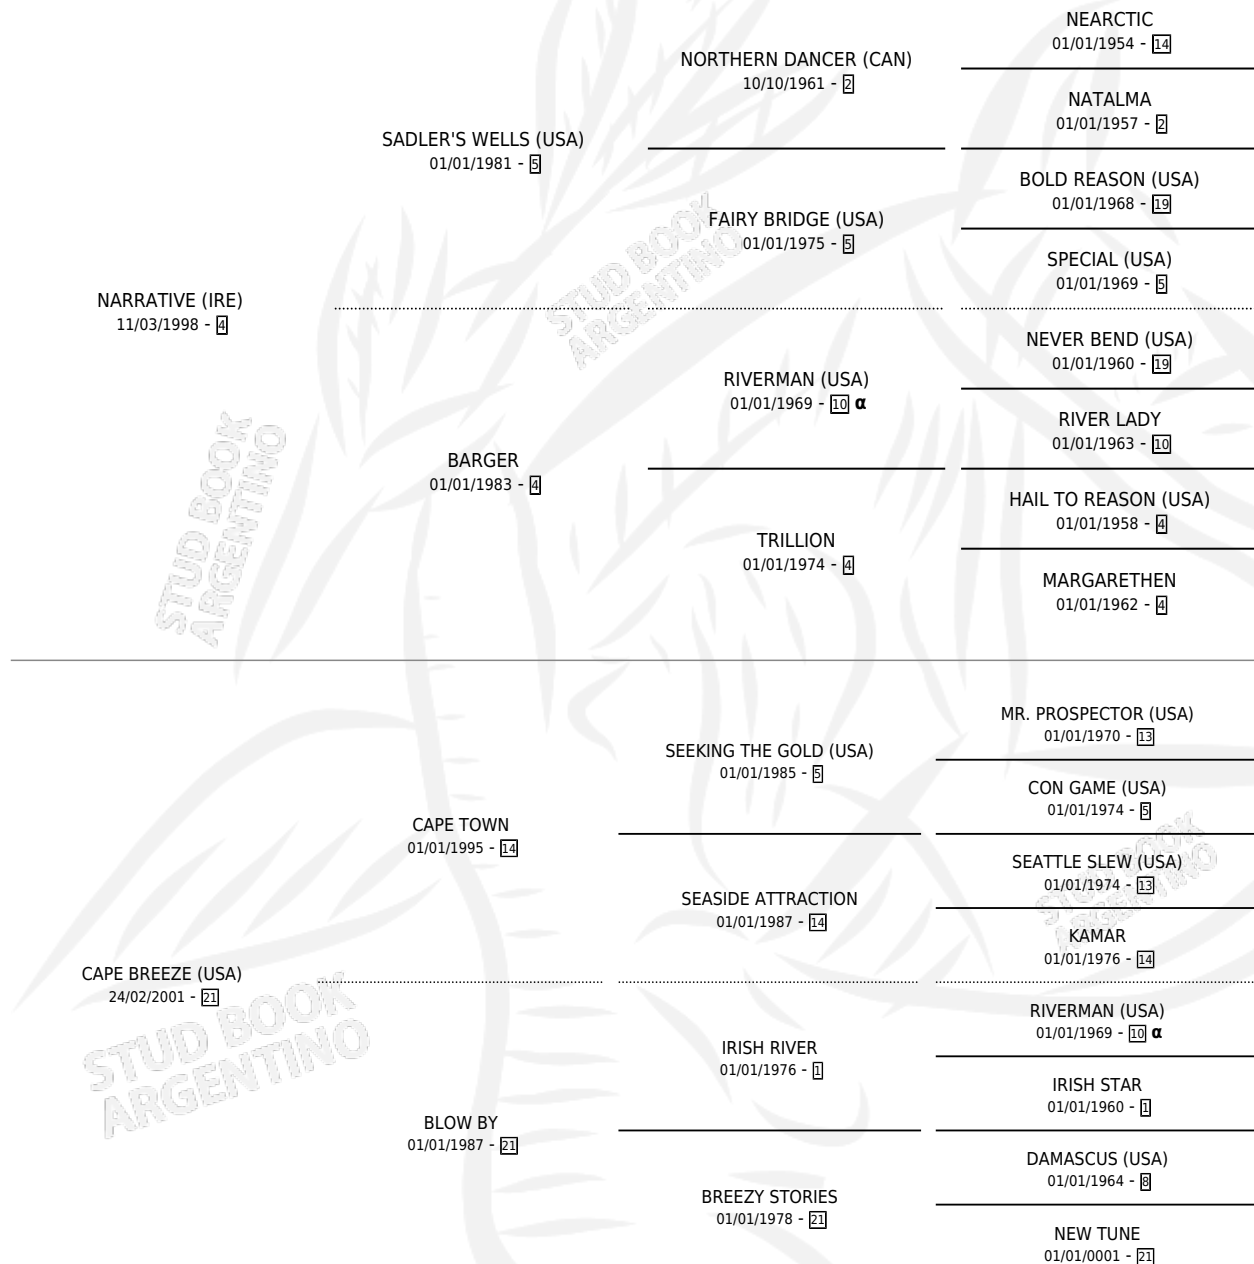 NEARCTIC
01/01/1954 - 14
NORTHERN DANCER (CAN)
10/10/1961 - 2
NATALMA
01/01/1957 - 2
SADLER'S WELLS (USA)
01/01/1981 - 5
BOLD REASON (USA)
01/01/1968 - 19
FAIRY BRIDGE (USA)
01/01/1975 - 5
SPECIAL (USA)
01/01/1969 - 5
STUD BOOK
ARGENTINO
NARRATIVE (IRE)
11/03/1998 - 4
NEVER BEND (USA)
01/01/1960 - 19
RIVERMAN (USA)
01/01/1969 - 10 α
RIVER LADY
01/01/1963 - 10
BARGER
01/01/1983 - 4
HAIL TO REASON (USA)
01/01/1958 - 4
TRILLION
01/01/1974 - 4
MARGARETHEN
01/01/1962 - 4
STUD BOOK
ARGENTINO
MR. PROSPECTOR (USA)
01/01/1970 - 13
SEEKING THE GOLD (USA)
01/01/1985 - 5
CON GAME (USA)
01/01/1974 - 5
CAPE TOWN
01/01/1995 - 14
SEATTLE SLEW (USA)
01/01/1974 - 13
SEASIDE ATTRACTION
01/01/1987 - 14
KAMAR
01/01/1976 - 14
STUD BOOK
ARGENTINO
CAPE BREEZE (USA)
24/02/2001 - 21
RIVERMAN (USA)
01/01/1969 - 10 α
IRISH RIVER
01/01/1976 - 1
IRISH STAR
01/01/1960 - 1
STUD BOOK
ARGENTINO
BLOW BY
01/01/1987 - 21
DAMASCUS (USA)
01/01/1964 - 8
BREEZY STORIES
01/01/1978 - 21
NEW TUNE
01/01/0001 - 21